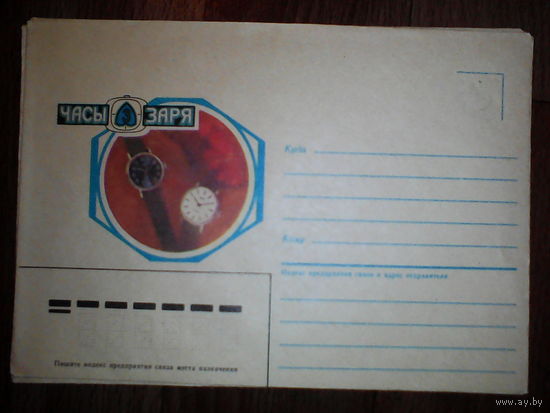 ЧАСЫ ЗАРЯ
Куда
Кому
Индекс предприятия связи и адрес отправителя
Пишите индекс предприятия связи места назначения
www.ay.by